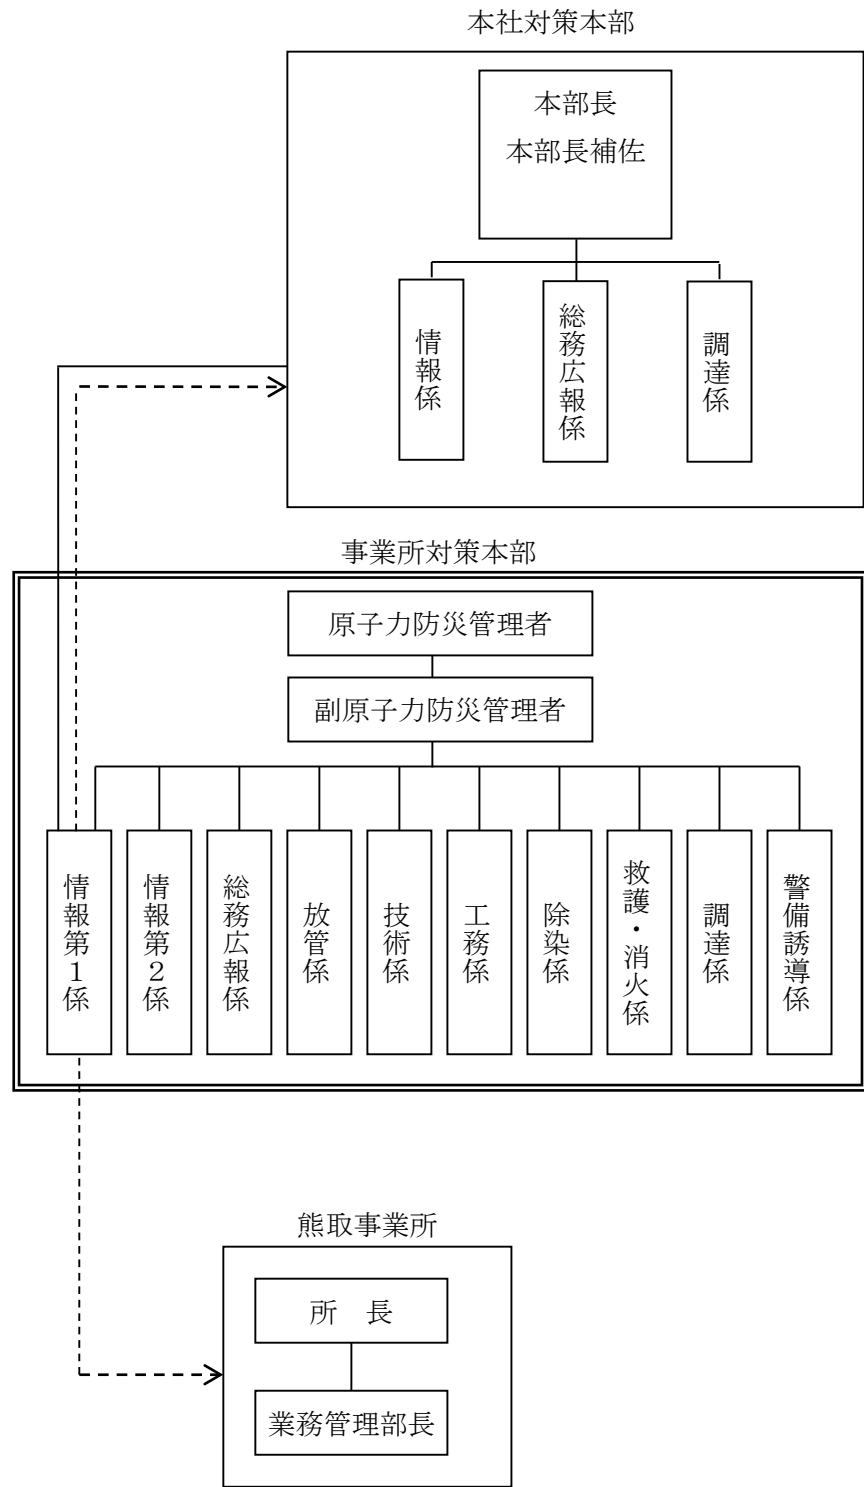 本社対策本部
本部長
本部長補佐
情報係
総務広報係
調達係
事業所対策本部
原子力防災管理者
副原子力防災管理者
情報第1係
情報第2係
総務広報係
放管係
技術係
工務係
除染係
救護・消火係
調達係
警備誘導係
熊取事業所
所　長
業務管理部長